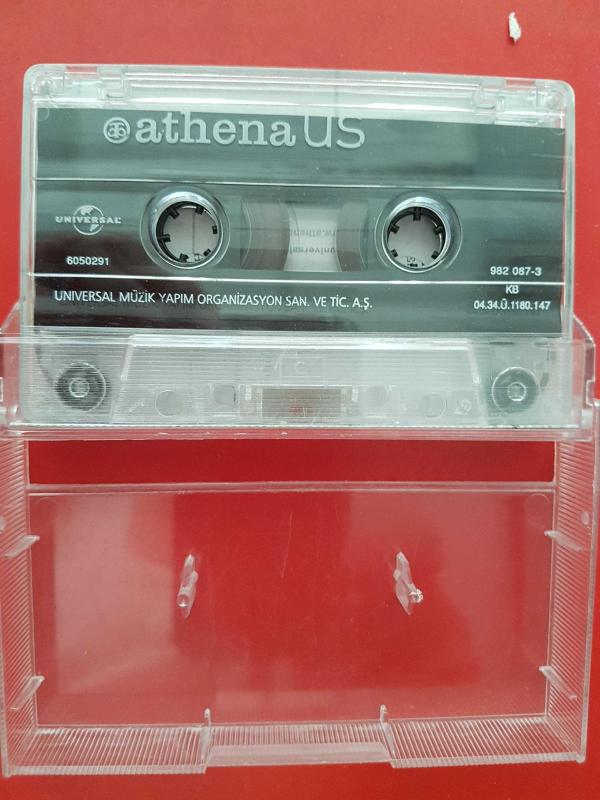 athena US
UNIVERSAL
6050291
982 087-3
KB
UNIVERSAL MÜZİK YAPIM ORGANİZASYON SAN. VE TİC. A.Ş.
04.34.Ü.1180.147